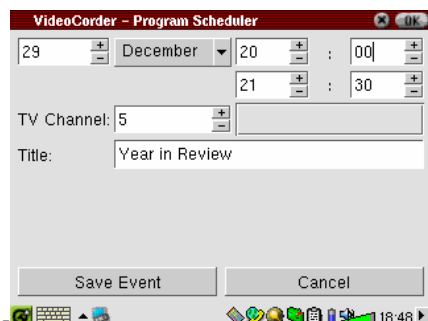 VideoCorder – Program Scheduler OK
29 December 20 : 00
21 : 30
TV Channel: 5
Title: Year in Review
Save Event Cancel
18:48